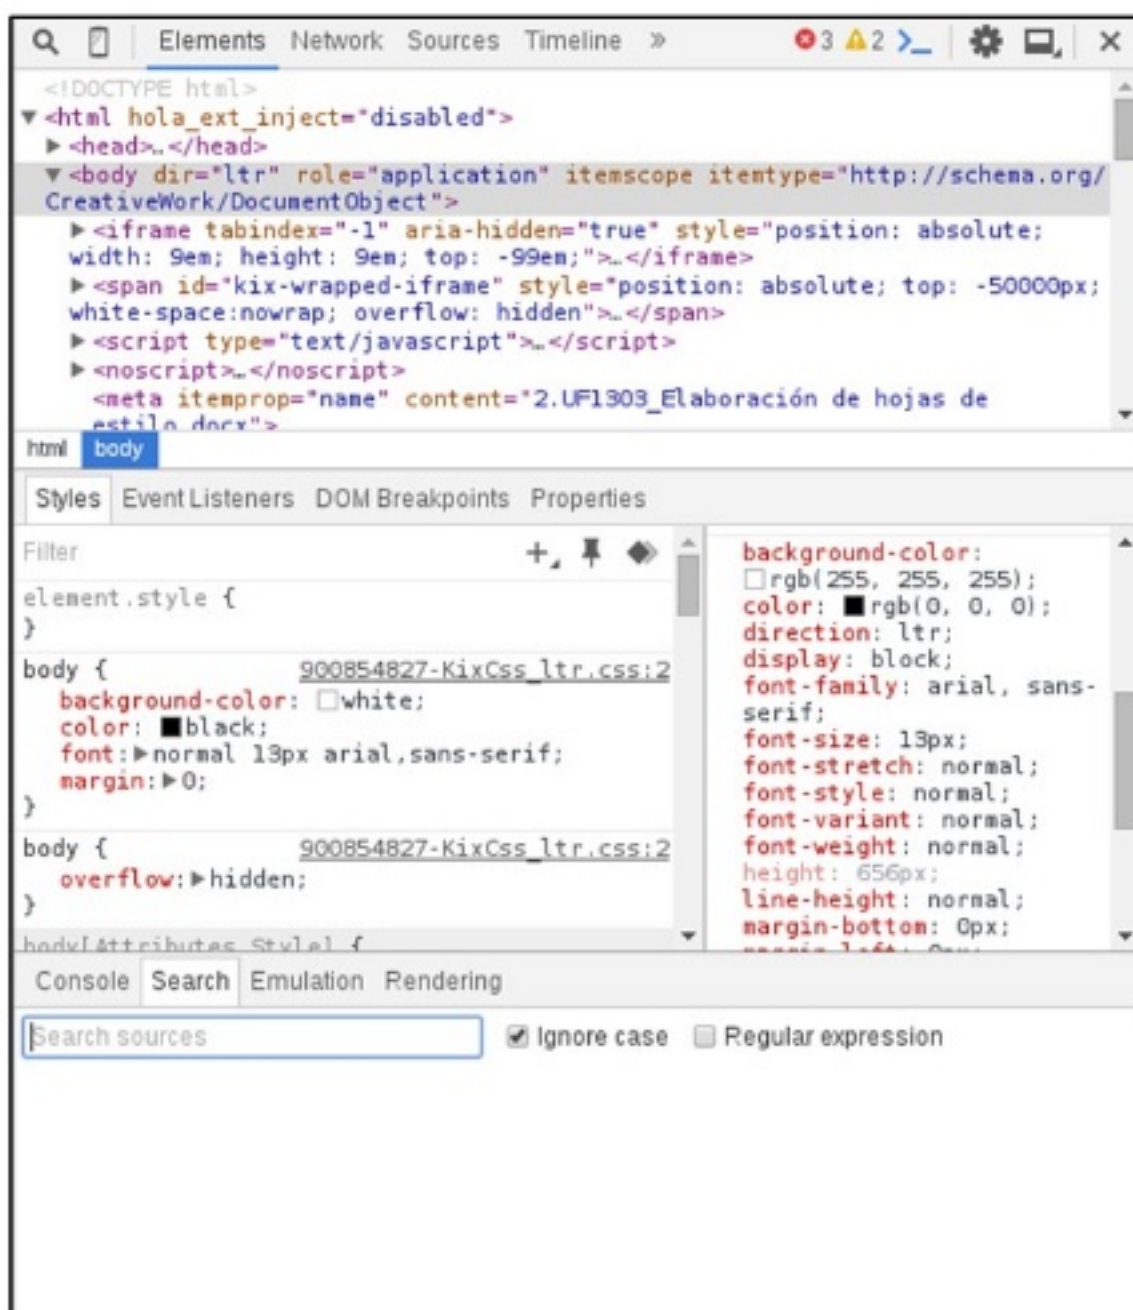 Elements Network Sources Timeline » 3 2
<!DOCTYPE html>
▼<html hola_ext_inject="disabled">
▶<head>…</head>
▼<body dir="ltr" role="application" itemscope itemtype="http://schema.org/
CreativeWork/DocumentObject">
▶<iframe tabindex="-1" aria-hidden="true" style="position: absolute;
width: 9em; height: 9em; top: -99em;">…</iframe>
▶<span id="kix-wrapped-iframe" style="position: absolute; top: -50000px;
white-space:nowrap; overflow: hidden">…</span>
▶<script type="text/javascript">…</script>
▶<noscript>…</noscript>
<meta itemprop="name" content="2.UF1303_Elaboración de hojas de
estilo.docx">
html body
Styles Event Listeners DOM Breakpoints Properties
Filter
element.style {
}
body { 900854827-KixCss_ltr.css:2
background-color: white;
color: black;
font:▶normal 13px arial,sans-serif;
margin:▶0;
}
body { 900854827-KixCss_ltr.css:2
overflow:▶hidden;
}
body[Attributes Style] {
background-color:
rgb(255, 255, 255);
color: rgb(0, 0, 0);
direction: ltr;
display: block;
font-family: arial, sans-
serif;
font-size: 13px;
font-stretch: normal;
font-style: normal;
font-variant: normal;
font-weight: normal;
height: 656px;
line-height: normal;
margin-bottom: 0px;
margin-left: 0px;
Console Search Emulation Rendering
Search sources Ignore case Regular expression